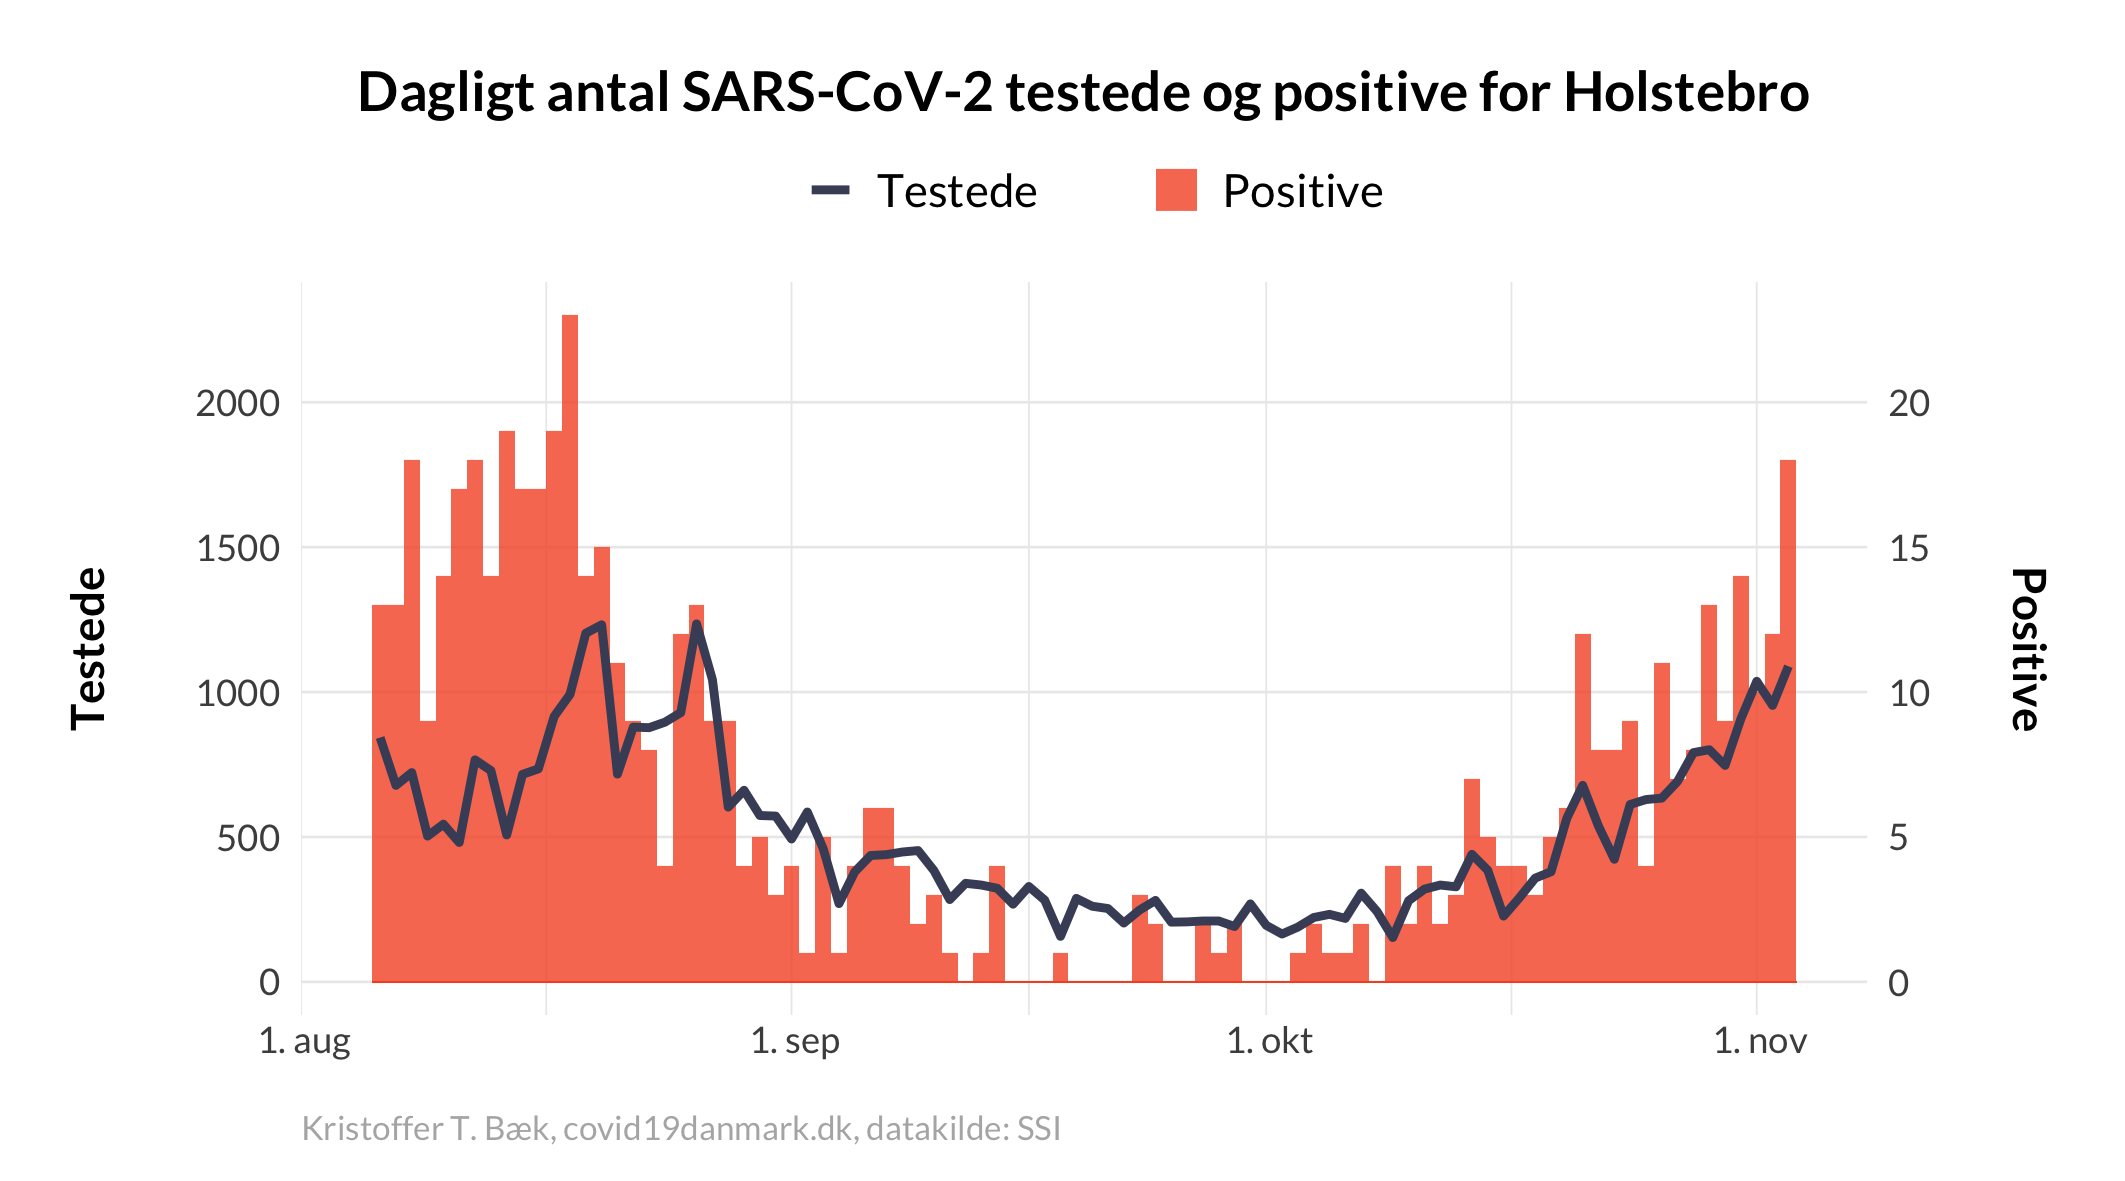 Dagligt antal SARS-CoV-2 testede og positive for Holstebro
Testede
Positive
2000
1500
1000
500
0
Testede
20
15
10
5
0
Positive
1. aug
1. sep
1. okt
1. nov
Kristoffer T. Bæk, covid19danmark.dk, datakilde: SSI